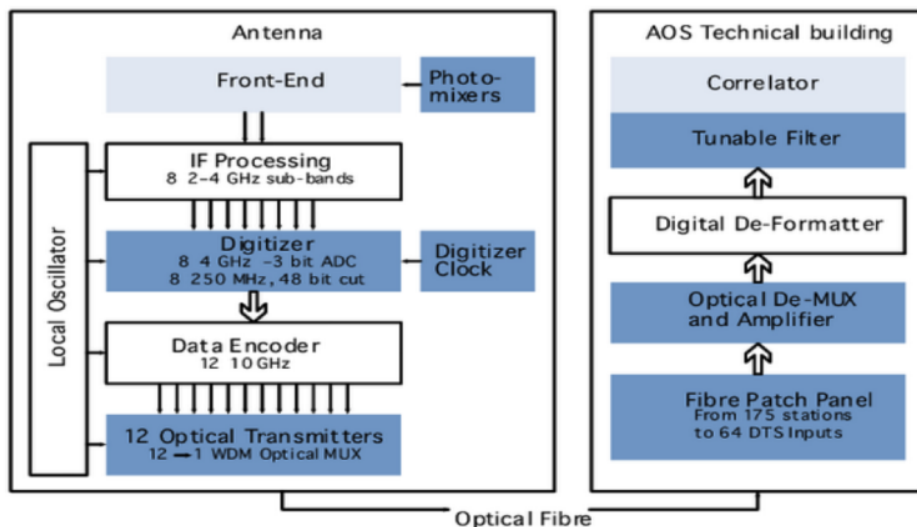 Antenna
Front-End
Photo-
mixers
IF Processing
8 2-4 GHz sub-bands
Digitizer
8 4 GHz -3 bit ADC
8 250 MHz, 48 bit cut
Digitizer
Clock
Local Oscillator
Data Encoder
12 10 GHz
12 Optical Transmitters
12 → 1 WDM Optical MUX
AOS Technical building
Correlator
Tunable Filter
Digital De-Formatter
Optical De-MUX
and Amplifier
Fibre Patch Panel
From 175 stations
to 64 DTS Inputs
Optical Fibre